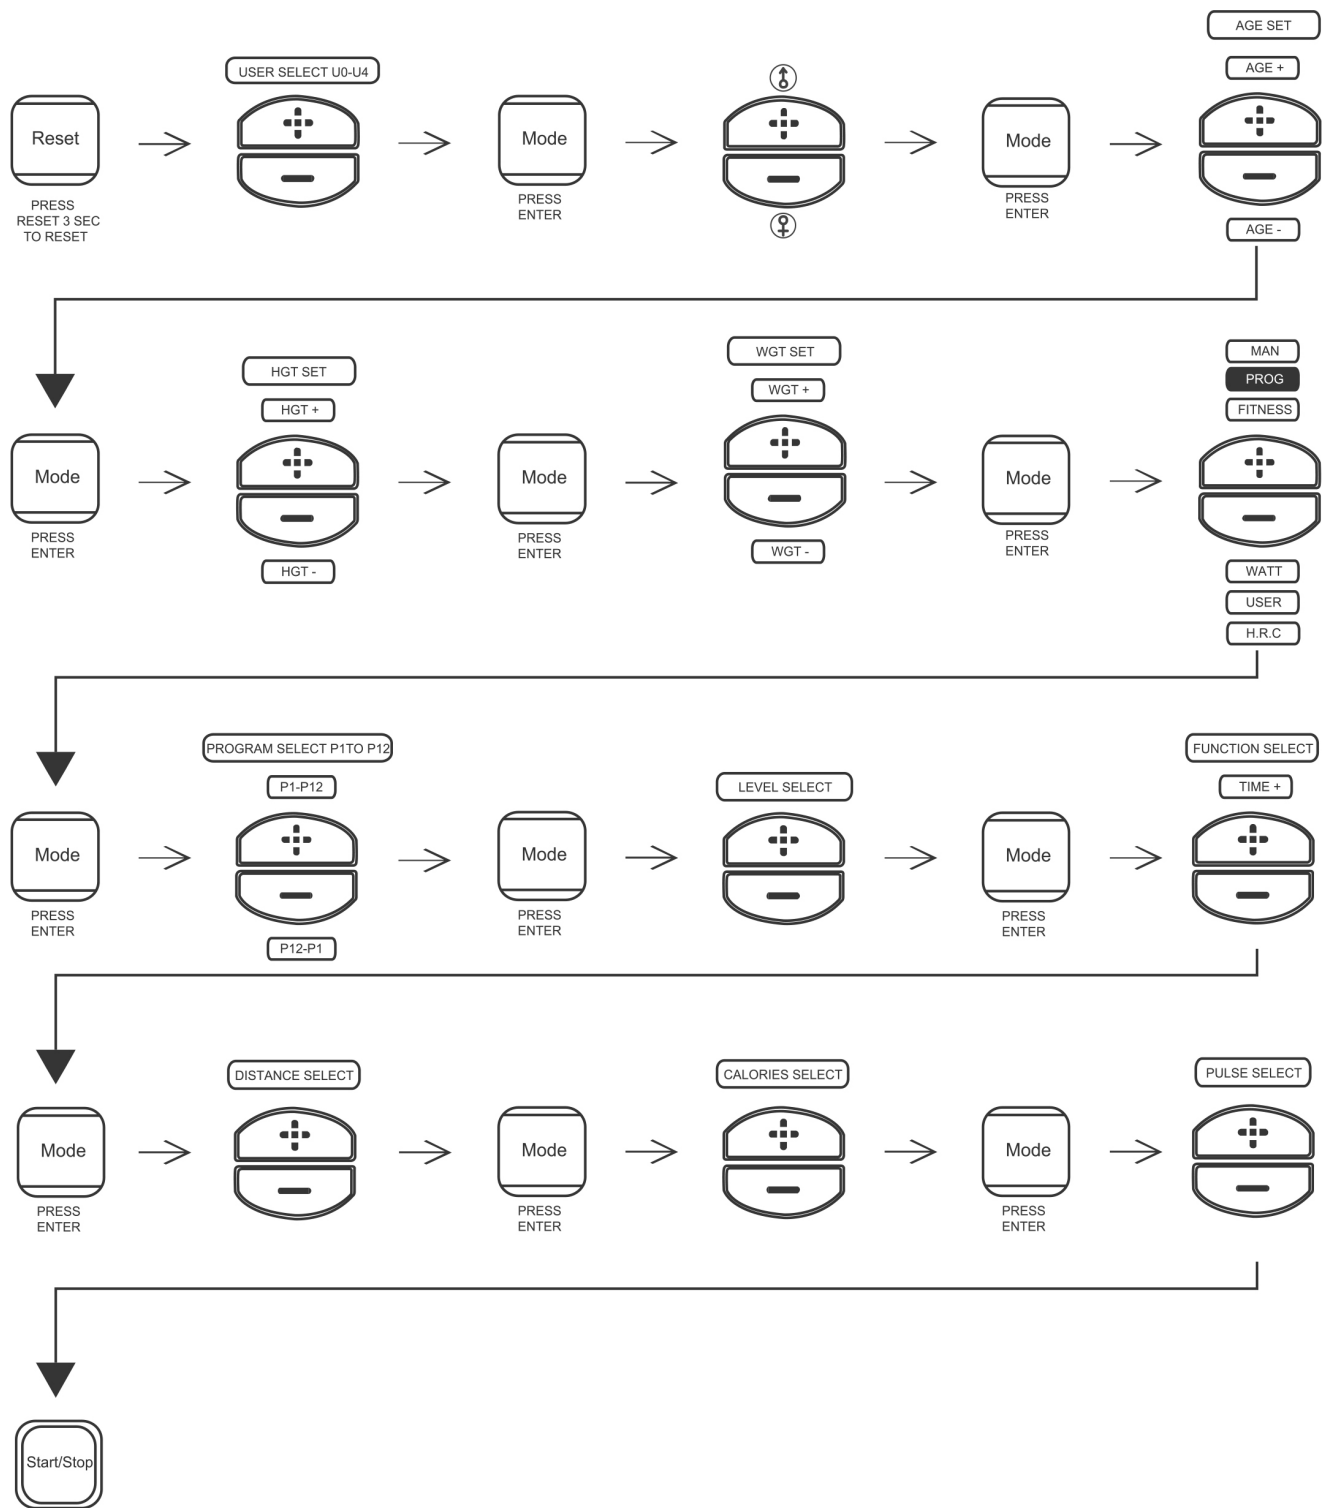 AGE SET
USER SELECT U0-U4
AGE +
Reset
Mode
Mode
PRESS
RESET 3 SEC
TO RESET
PRESS
ENTER
PRESS
ENTER
AGE -
HGT SET
WGT SET
MAN
HGT +
WGT +
PROG
FITNESS
Mode
Mode
Mode
PRESS
ENTER
PRESS
ENTER
PRESS
ENTER
HGT -
WGT -
WATT
USER
H.R.C
PROGRAM SELECT P1TO P12
FUNCTION SELECT
P1-P12
LEVEL SELECT
TIME +
Mode
Mode
Mode
PRESS
ENTER
PRESS
ENTER
PRESS
ENTER
P12-P1
DISTANCE SELECT
CALORIES SELECT
PULSE SELECT
Mode
Mode
Mode
PRESS
ENTER
PRESS
ENTER
PRESS
ENTER
Start/Stop